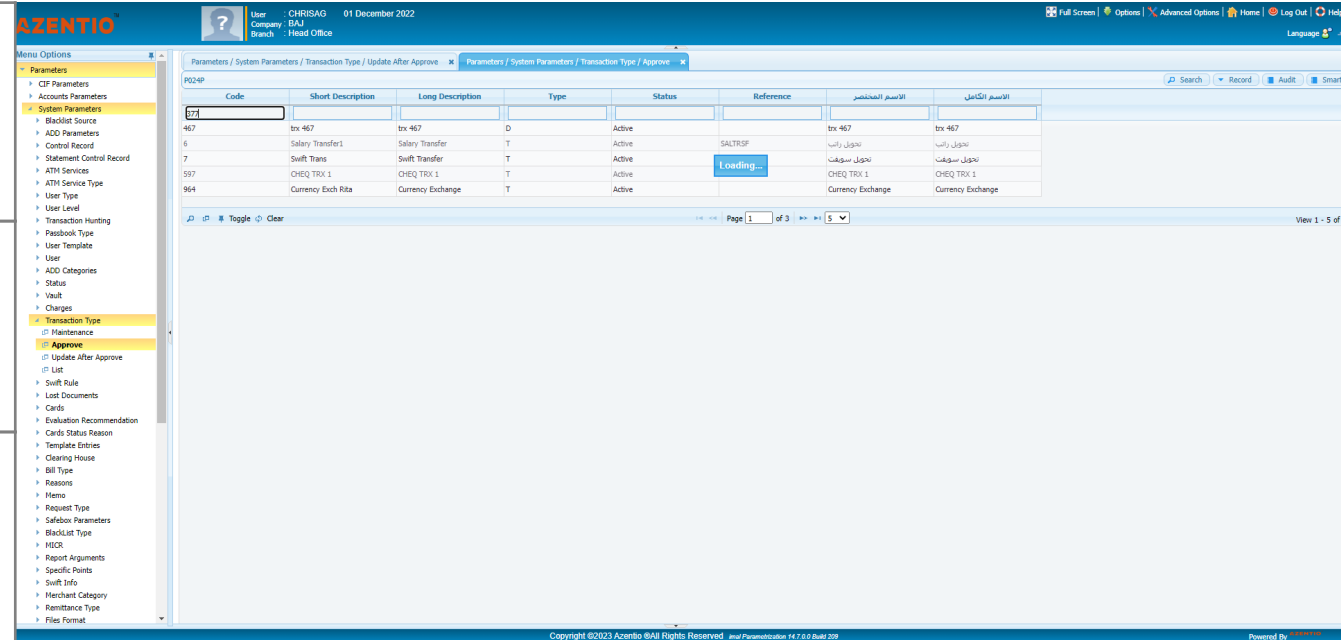 AZENTIO
User : CHRISAG 01 December 2022
Company : BAJ
Branch : Head Office
Full Screen | Options | Advanced Options | Home | Log Out | Help
Language
Menu Options
Parameters
CIF Parameters
Accounts Parameters
System Parameters
Blacklist Source
ADD Parameters
Control Record
Statement Control Record
ATM Services
ATM Service Type
User Type
User Level
Transaction Hunting
Passbook Type
User Template
User
ADD Categories
Status
Vault
Charges
Transaction Type
Maintenance
Approve
Update After Approve
List
Swift Rule
Lost Documents
Cards
Evaluation Recommendation
Cards Status Reason
Template Entries
Clearing House
Bill Type
Reasons
Memo
Request Type
Safebox Parameters
BlackList Type
MICR
Report Arguments
Specific Points
Swift Info
Merchant Category
Remittance Type
Files Format
Parameters / System Parameters / Transaction Type / Update After Approve x Parameters / System Parameters / Transaction Type / Approve x
P024P
Search Record Audit Smart
Code Short Description Long Description Type Status Reference الاسم المختصر الاسم الكامل
377
467 trx 467 trx 467 D Active trx 467 trx 467
6 Salary Transfer1 Salary Transfer T Active SALTRSF تحويل راتب تحويل راتب
7 Swift Trans Swift Transfer T Active تحويل سويفت تحويل سويفت
Loading...
597 CHEQ TRX 1 CHEQ TRX 1 T Active CHEQ TRX 1 CHEQ TRX 1
964 Currency Exch Rita Currency Exchange T Active Currency Exchange Currency Exchange
Toggle Clear Page 1 of 3 5 View 1 - 5 of
Copyright ©2023 Azentio ®All Rights Reserved imal Parametrization 14.7.0.0 Build 209
Powered By AZENTIO